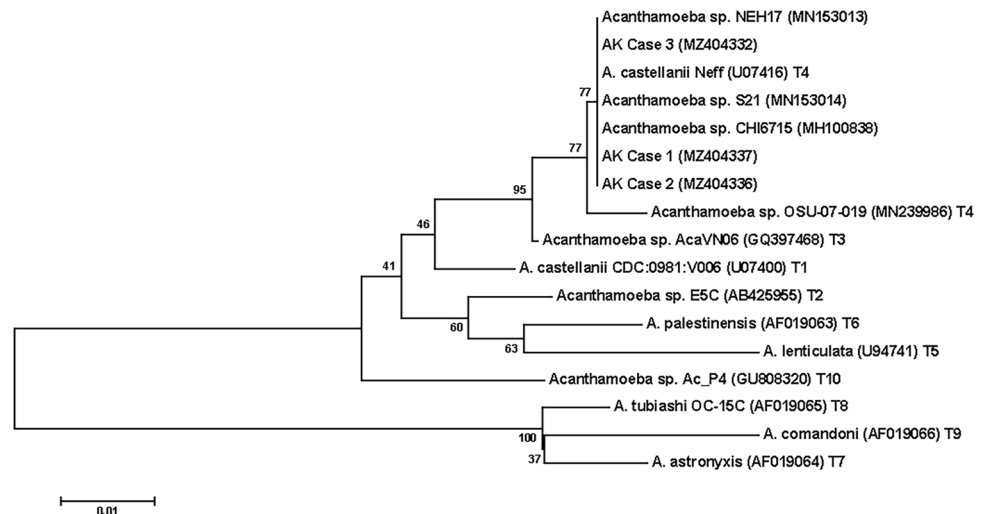 Acanthamoeba sp. NEH17 (MN153013)
AK Case 3 (MZ404332)
A. castellanii Neff (U07416) T4
77
Acanthamoeba sp. S21 (MN153014)
Acanthamoeba sp. CHI6715 (MH100838)
77
AK Case 1 (MZ404337)
AK Case 2 (MZ404336)
95
Acanthamoeba sp. OSU-07-019 (MN239986) T4
46
Acanthamoeba sp. AcaVN06 (GQ397468) T3
41
A. castellanii CDC:0981:V006 (U07400) T1
Acanthamoeba sp. E5C (AB425955) T2
60
A. palestinensis (AF019063) T6
63
A. lenticulata (U94741) T5
Acanthamoeba sp. Ac_P4 (GU808320) T10
A. tubiashi OC-15C (AF019065) T8
100
A. comandoni (AF019066) T9
37
A. astronyxis (AF019064) T7
0.01